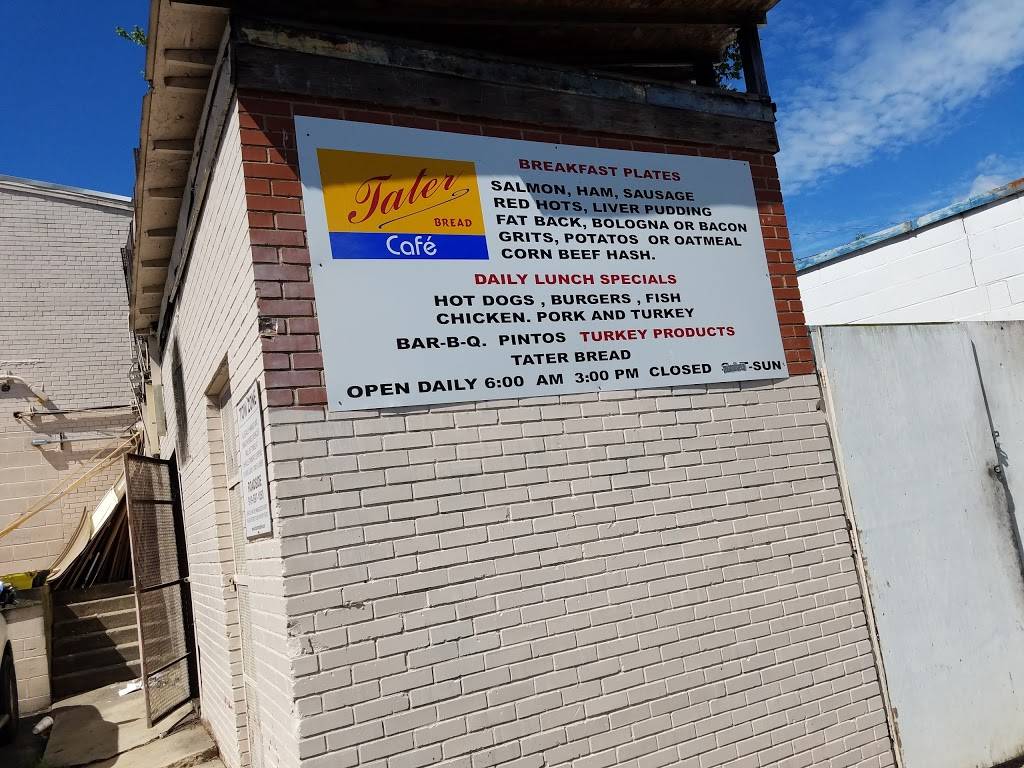 Tater
BREAD
Café
BREAKFAST PLATES
SALMON, HAM, SAUSAGE
RED HOTS, LIVER PUDDING
FAT BACK, BOLOGNA OR BACON
GRITS, POTATOS OR OATMEAL
CORN BEEF HASH.
DAILY LUNCH SPECIALS
HOT DOGS , BURGERS , FISH
CHICKEN. PORK AND TURKEY
BAR-B-Q. PINTOS TURKEY PRODUCTS
TATER BREAD
OPEN DAILY 6:00 AM 3:00 PM CLOSED -SUN
TOW ZONE